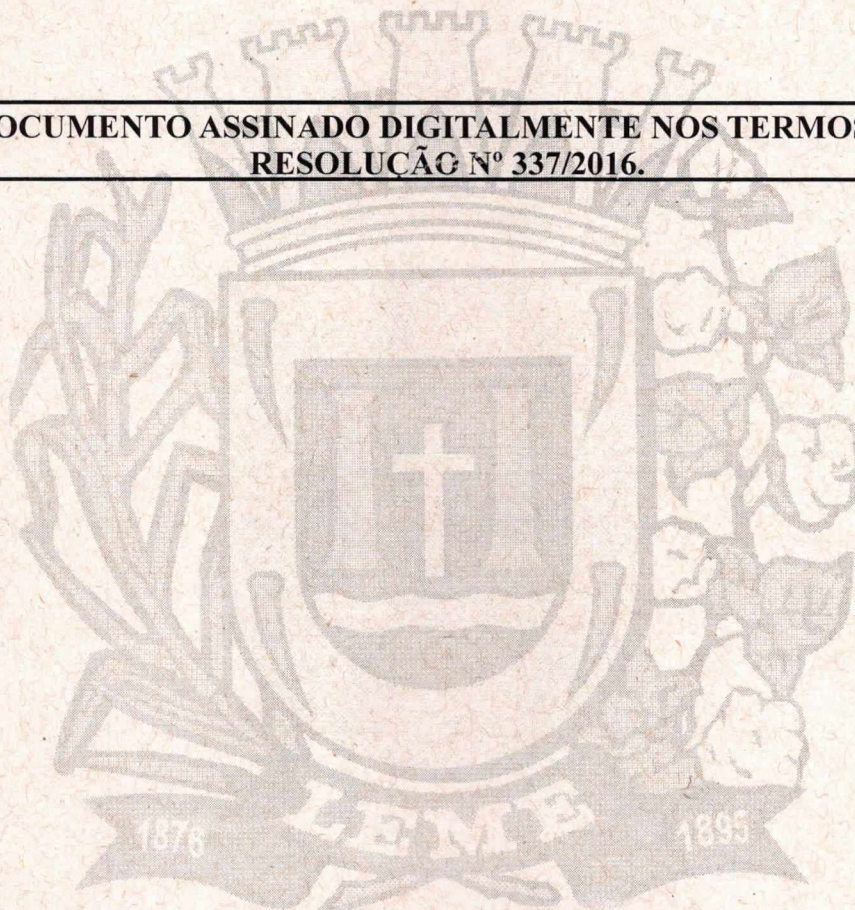 OCUMENTO ASSINADO DIGITALMENTE NOS TERMOS
RESOLUÇÃO Nº 337/2016.
LEME
1876 1895